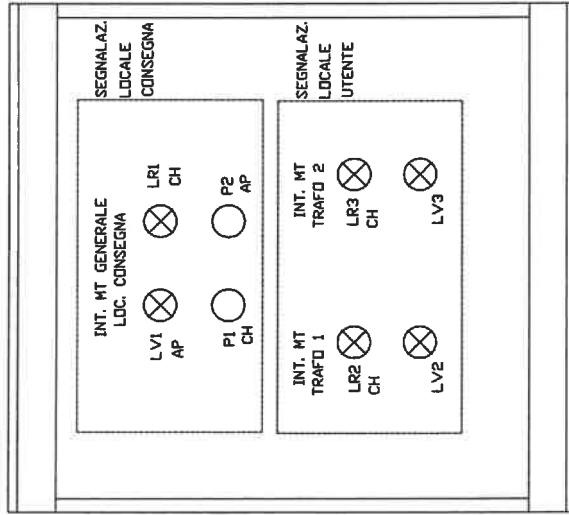 INT. MT GENERALE
LOC. CONSEGNA
SEGNALAZ.
LOCALE
CONSEGNA
LV1
AP
LR1
CH
P1
CH
P2
AP
INT. MT
TRAFO 1
INT. MT
TRAFO 2
SEGNALAZ.
LOCALE
UTENTE
LR2
CH
LR3
CH
LV2
LV3